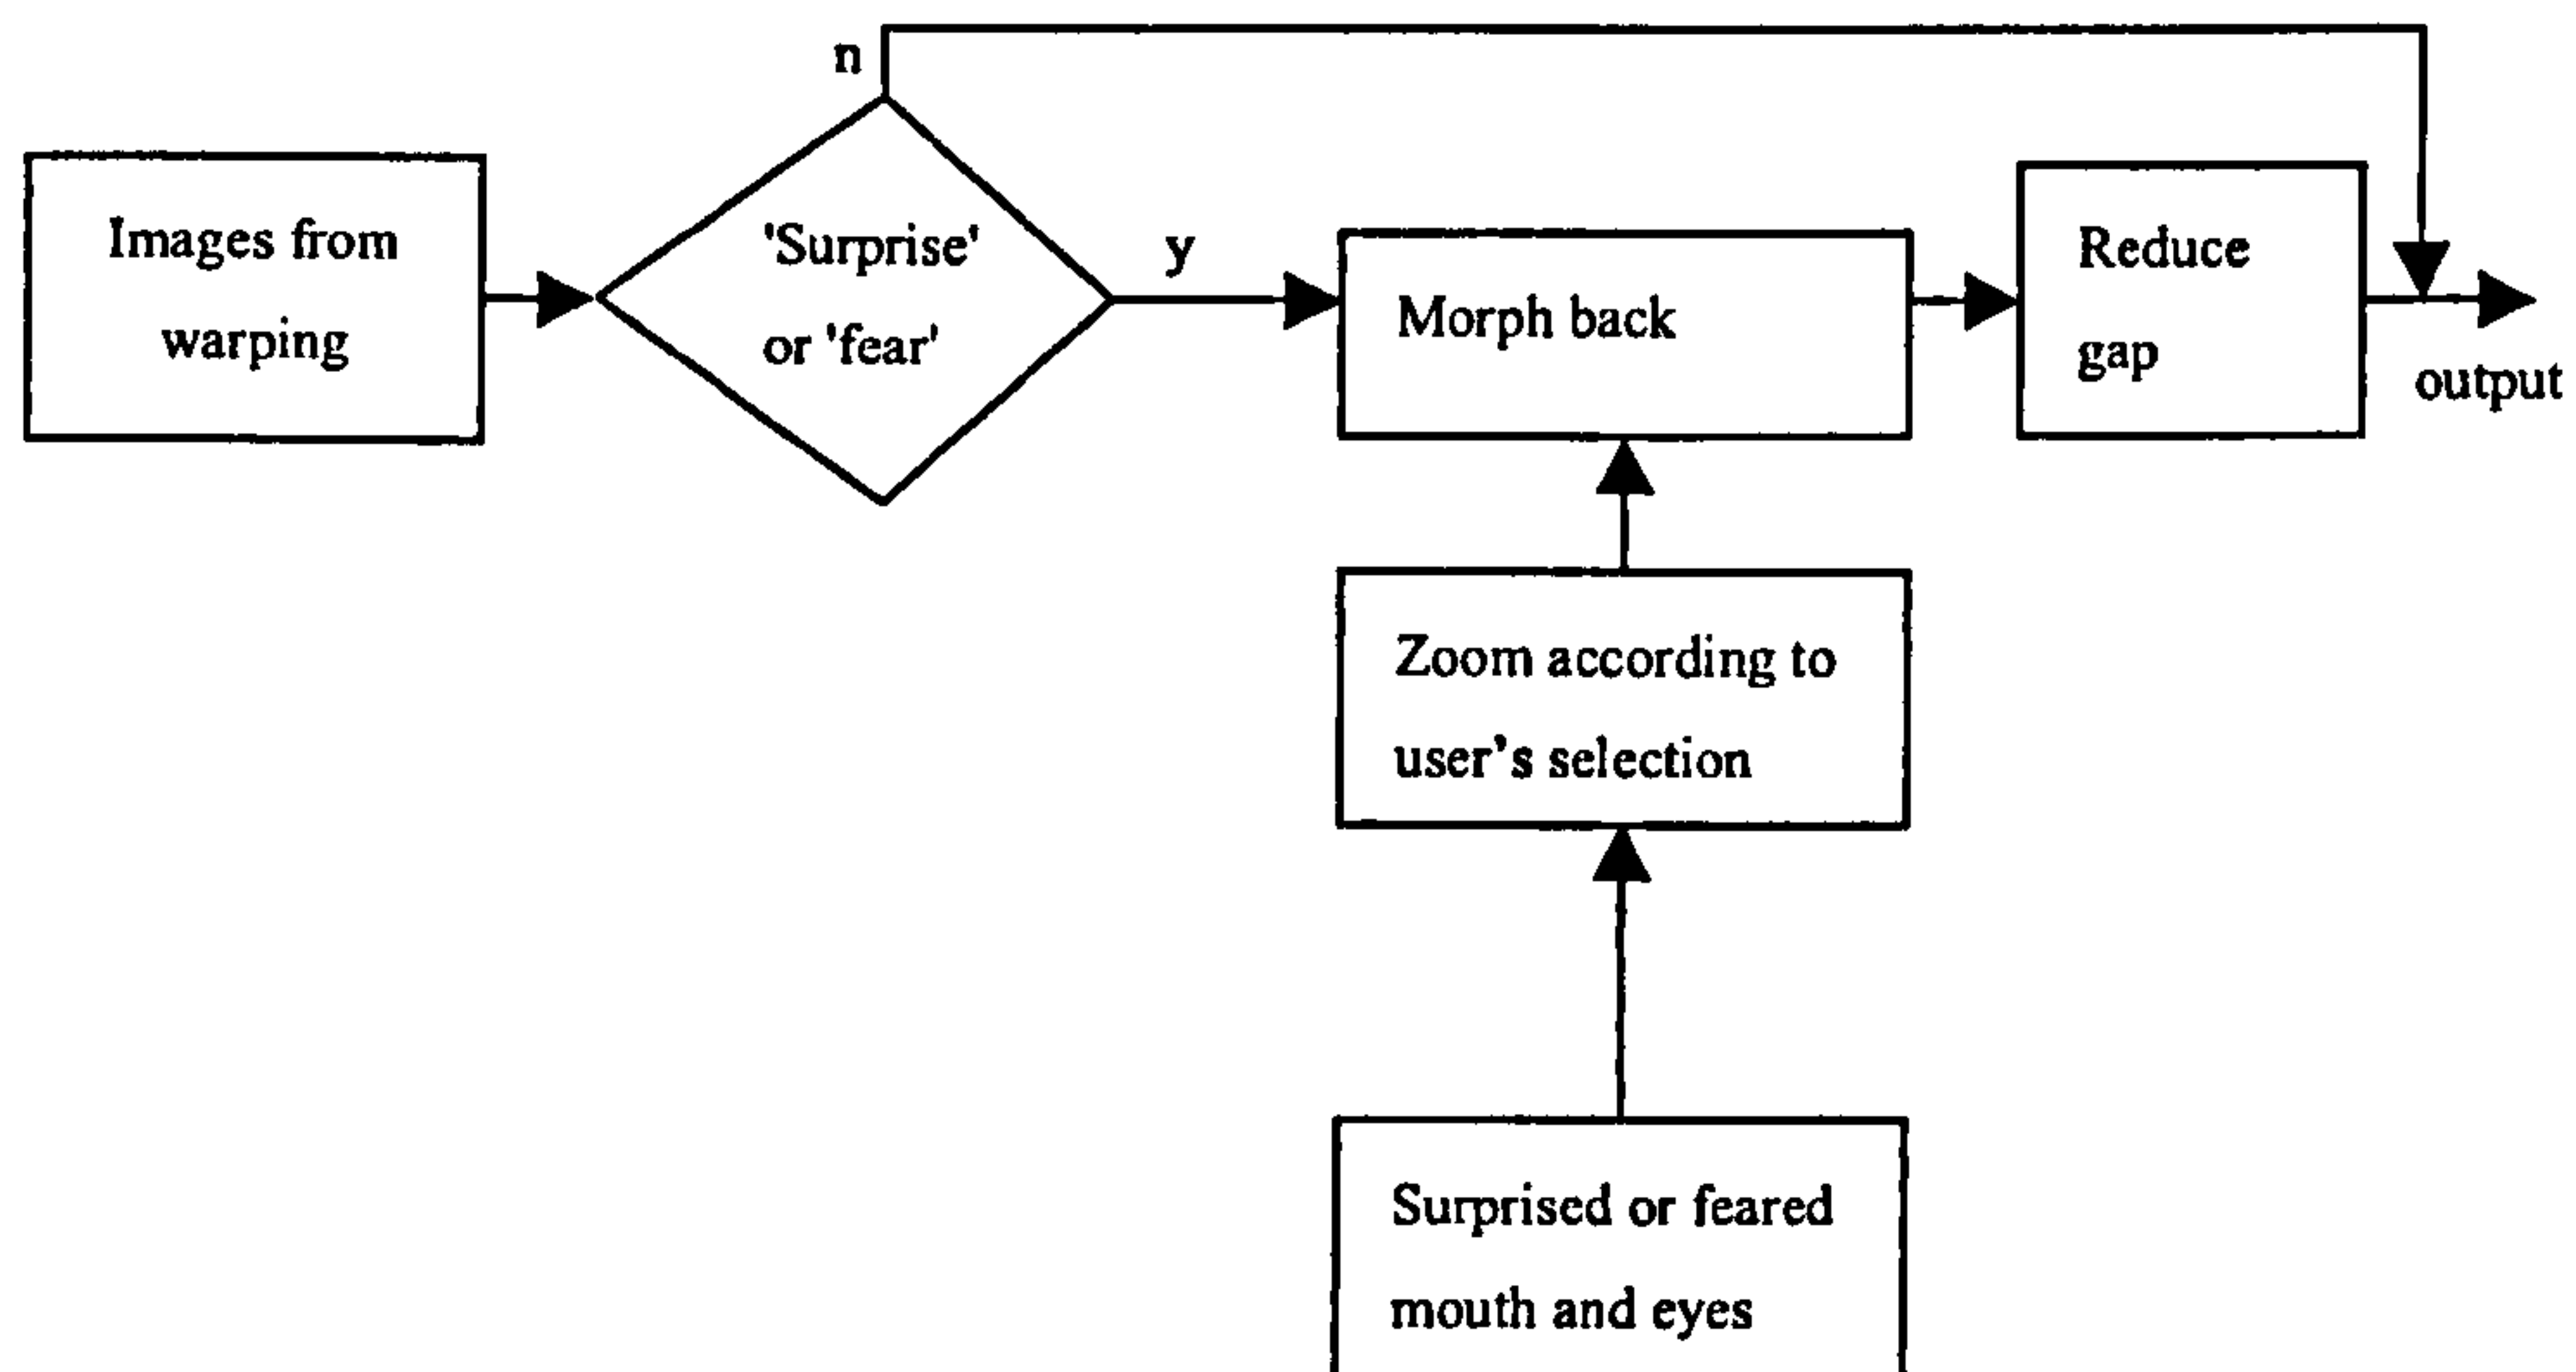 n
Images from
warping
'Surprise'
or 'fear'
y
Morph back
Reduce
gap
output
Zoom according to
user's selection
Surprised or feared
mouth and eyes